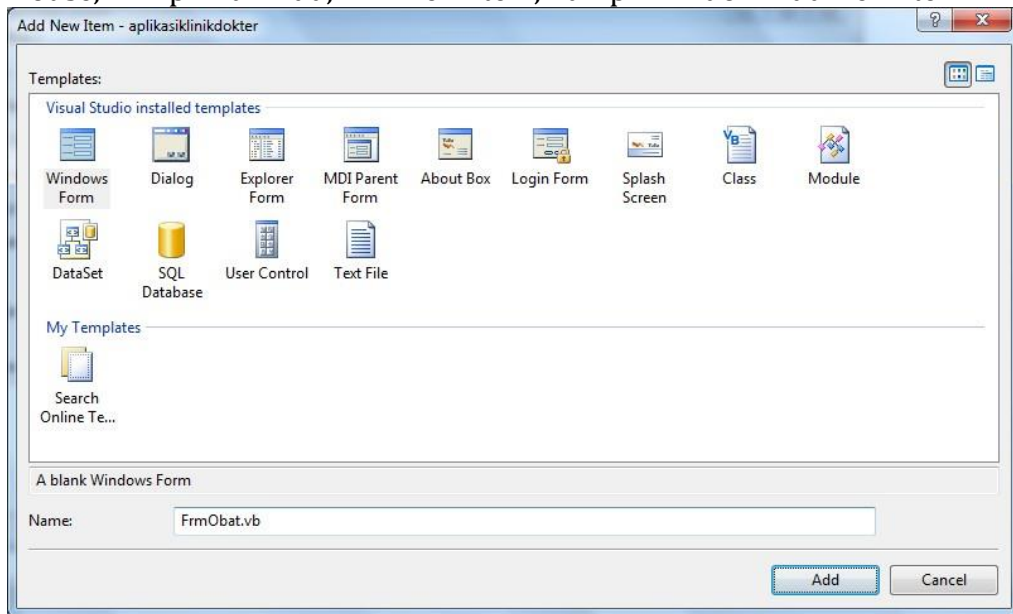 Add New Item - aplikasiklinikdokter
Templates:
Visual Studio installed templates
Windows Form
Dialog
Explorer Form
MDI Parent Form
About Box
Login Form
Splash Screen
Class
Module
DataSet
SQL Database
User Control
Text File
My Templates
Search Online Te...
A blank Windows Form
Name:
FrmObat.vb
Add
Cancel